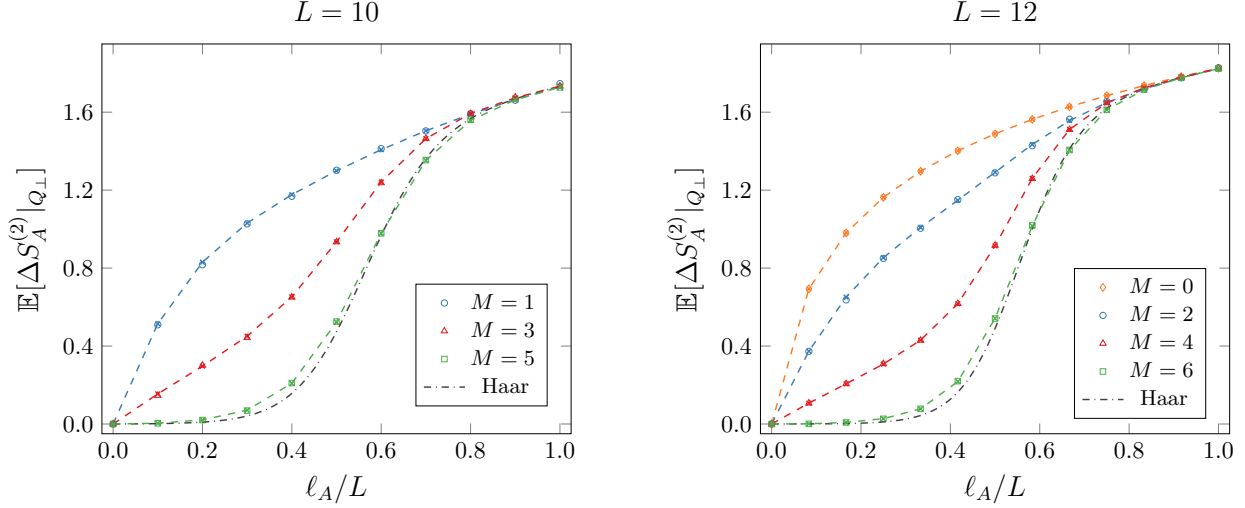 L = 10
𝔼[ΔS_A^{(2)}|_{Q_⊥}]
1.6
1.2
0.8
0.4
0.0
0.0 0.2 0.4 0.6 0.8 1.0
ℓ_A/L
M = 1
M = 3
M = 5
Haar
L = 12
𝔼[ΔS_A^{(2)}|_{Q_⊥}]
1.6
1.2
0.8
0.4
0.0
0.0 0.2 0.4 0.6 0.8 1.0
ℓ_A/L
M = 0
M = 2
M = 4
M = 6
Haar